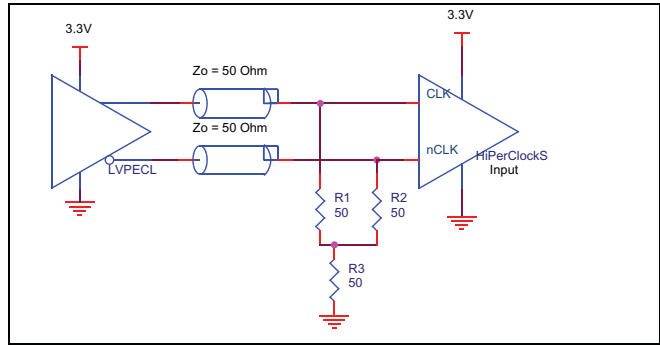 3.3V
3.3V
Zo = 50 Ohm
CLK
Zo = 50 Ohm
nCLK
LVPECL
HiPerClockS
Input
R1
50
R2
50
R3
50